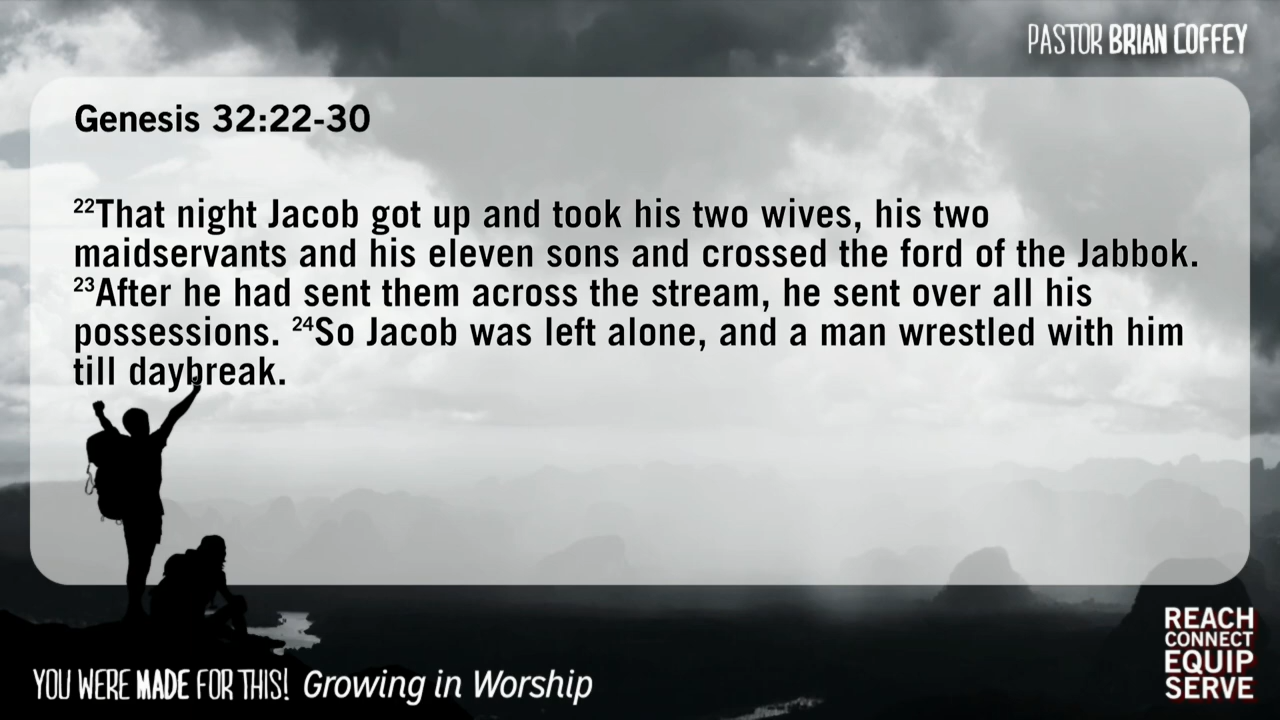 PASTOR BRIAN COFFEY
Genesis 32:22-30
²²That night Jacob got up and took his two wives, his two
maidservants and his eleven sons and crossed the ford of the Jabbok.
²³After he had sent them across the stream, he sent over all his
possessions. ²⁴So Jacob was left alone, and a man wrestled with him
till daybreak.
REACH
CONNECT
EQUIP
SERVE
YOU WERE MADE FOR THIS! Growing in Worship